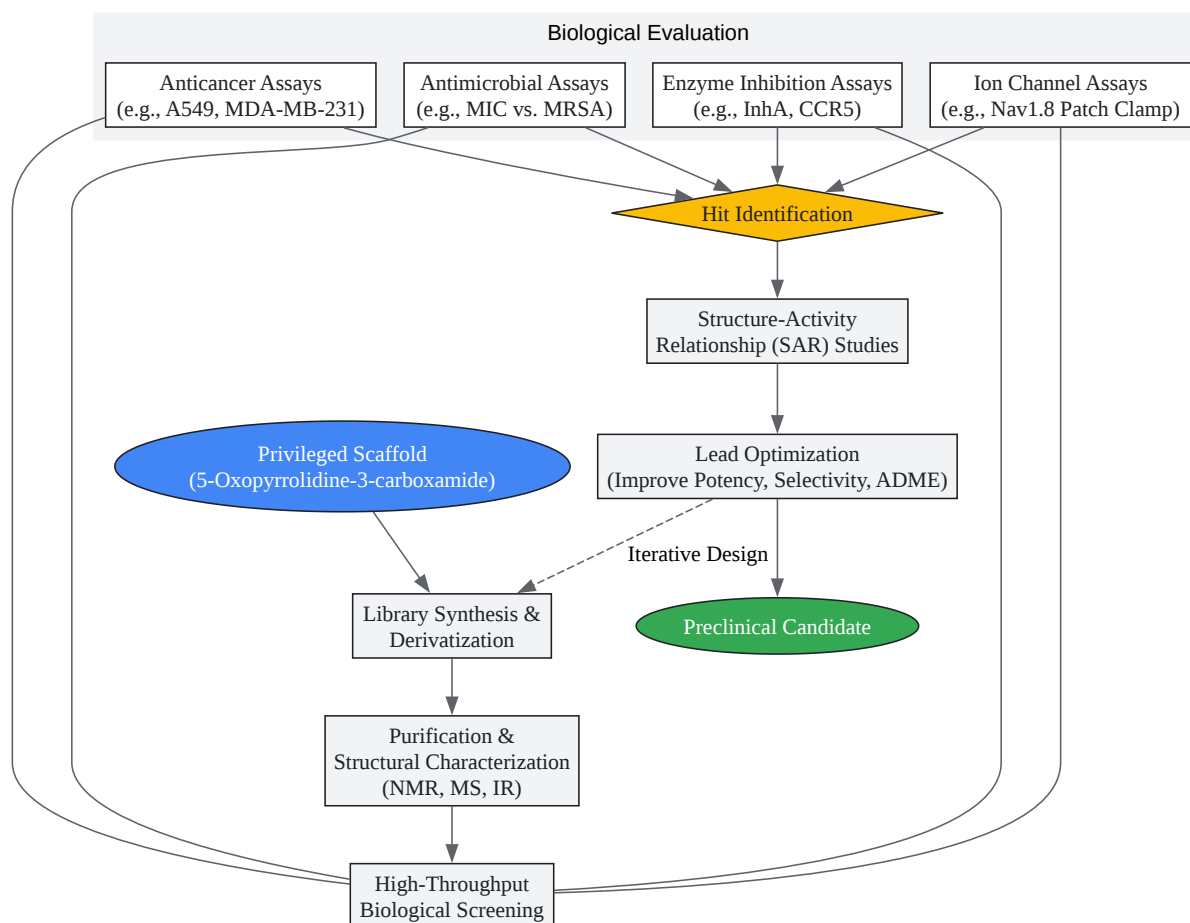 Biological Evaluation
Anticancer Assays
(e.g., A549, MDA-MB-231)
Antimicrobial Assays
(e.g., MIC vs. MRSA)
Enzyme Inhibition Assays
(e.g., InhA, CCR5)
Ion Channel Assays
(e.g., Nav1.8 Patch Clamp)
Hit Identification
Structure-Activity
Relationship (SAR) Studies
Privileged Scaffold
(5-Oxopyrrolidine-3-carboxamide)
Lead Optimization
(Improve Potency, Selectivity, ADME)
Iterative Design
Library Synthesis &
Derivatization
Preclinical Candidate
Purification &
Structural Characterization
(NMR, MS, IR)
High-Throughput
Biological Screening